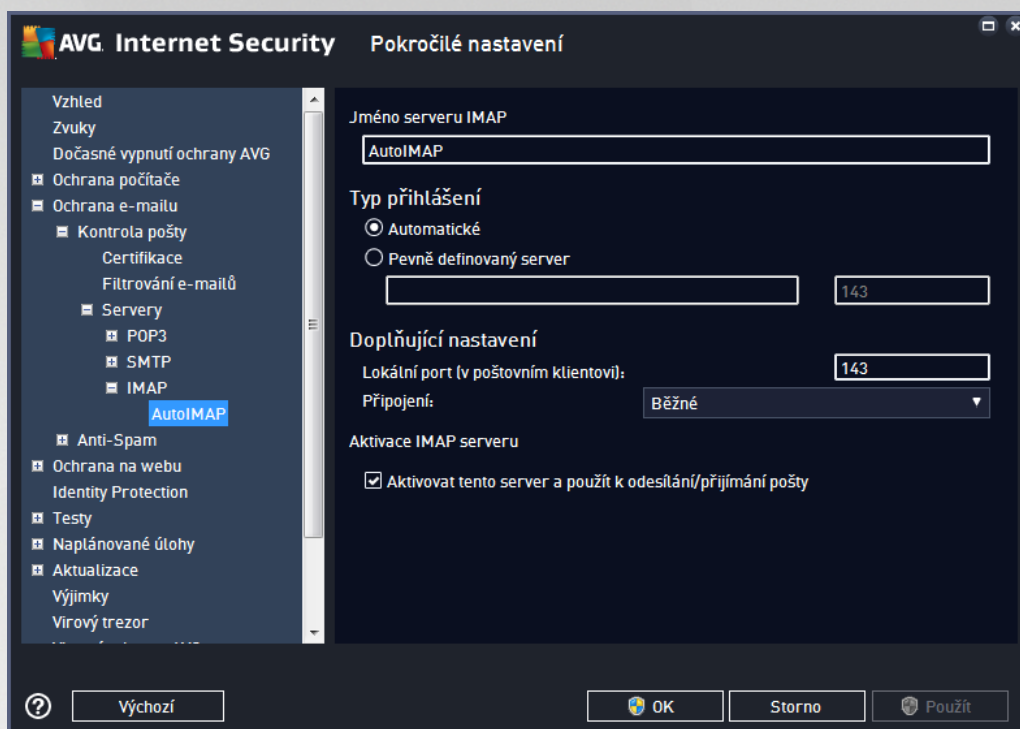 AVG. Internet Security Pokročilé nastavení
Vzhled
Zvuky
Dočasné vypnutí ochrany AVG
Ochrana počítače
Ochrana e-mailu
Kontrola pošty
Certifikace
Filtrování e-mailů
Servery
POP3
SMTP
IMAP
AutoIMAP
Anti-Spam
Ochrana na webu
Identity Protection
Testy
Naplánované úlohy
Aktualizace
Výjimky
Virový trezor
Jméno serveru IMAP
AutoIMAP
Typ přihlášení
Automatické
Pevně definovaný server
143
Doplňující nastavení
Lokální port (v poštovním klientovi): 143
Připojení: Běžné
Aktivace IMAP serveru
Aktivovat tento server a použít k odesílání/přijímání pošty
? Výchozí OK Storno Použít